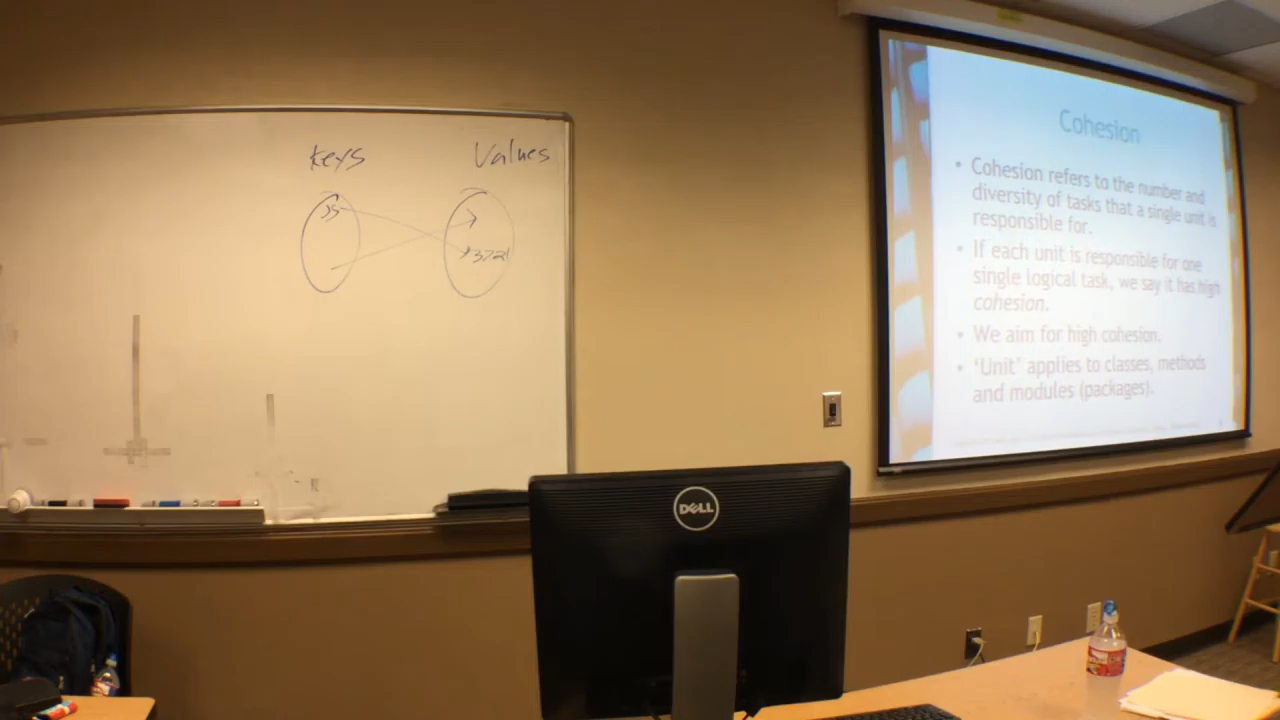 Keys Values
35
3721
Cohesion
• Cohesion refers to the number and
diversity of tasks that a single unit is
responsible for.
• If each unit is responsible for one
single logical task, we say it has high
cohesion.
• We aim for high cohesion.
• 'Unit' applies to classes, methods
and modules (packages).
DELL